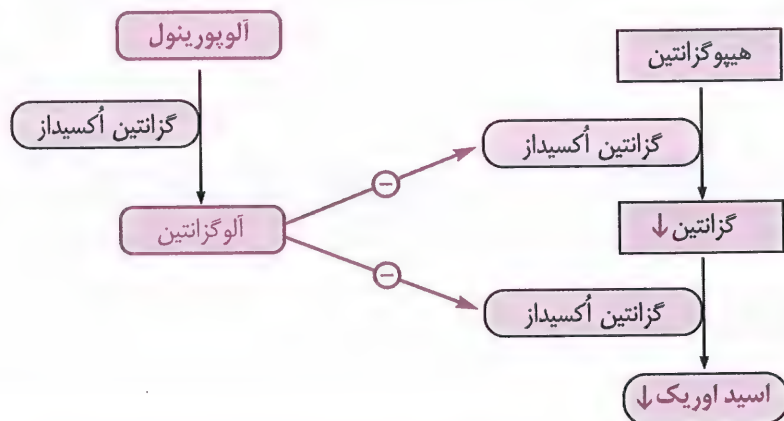 آلوپورینول
هیپوگزانتین
گزانتین اُکسیداز
گزانتین اُکسیداز
آلوگزانتین
گزانتین ↓
گزانتین اُکسیداز
اسید اوریک ↓